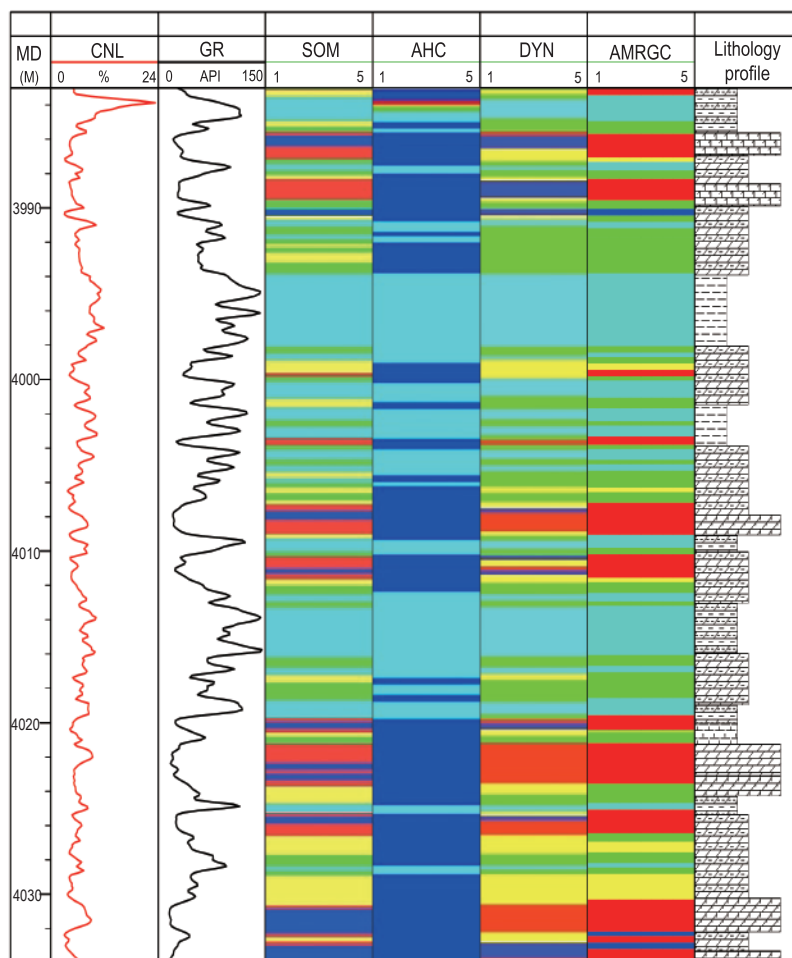 MD
(M)
CNL
0 % 24
GR
0 API 150
SOM
1 5
AHC
1 5
DYN
1 5
AMRGC
1 5
Lithology
profile
3990
4000
4010
4020
4030